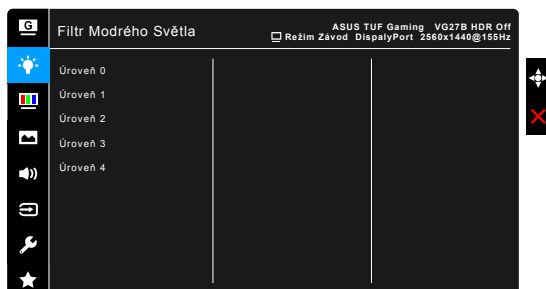 G
Filtr Modrého Světla
ASUS TUF Gaming VG27B HDR Off
Režim Závod DispalyPort 2560x1440@155Hz
Úroveň 0
Úroveň 1
Úroveň 2
Úroveň 3
Úroveň 4